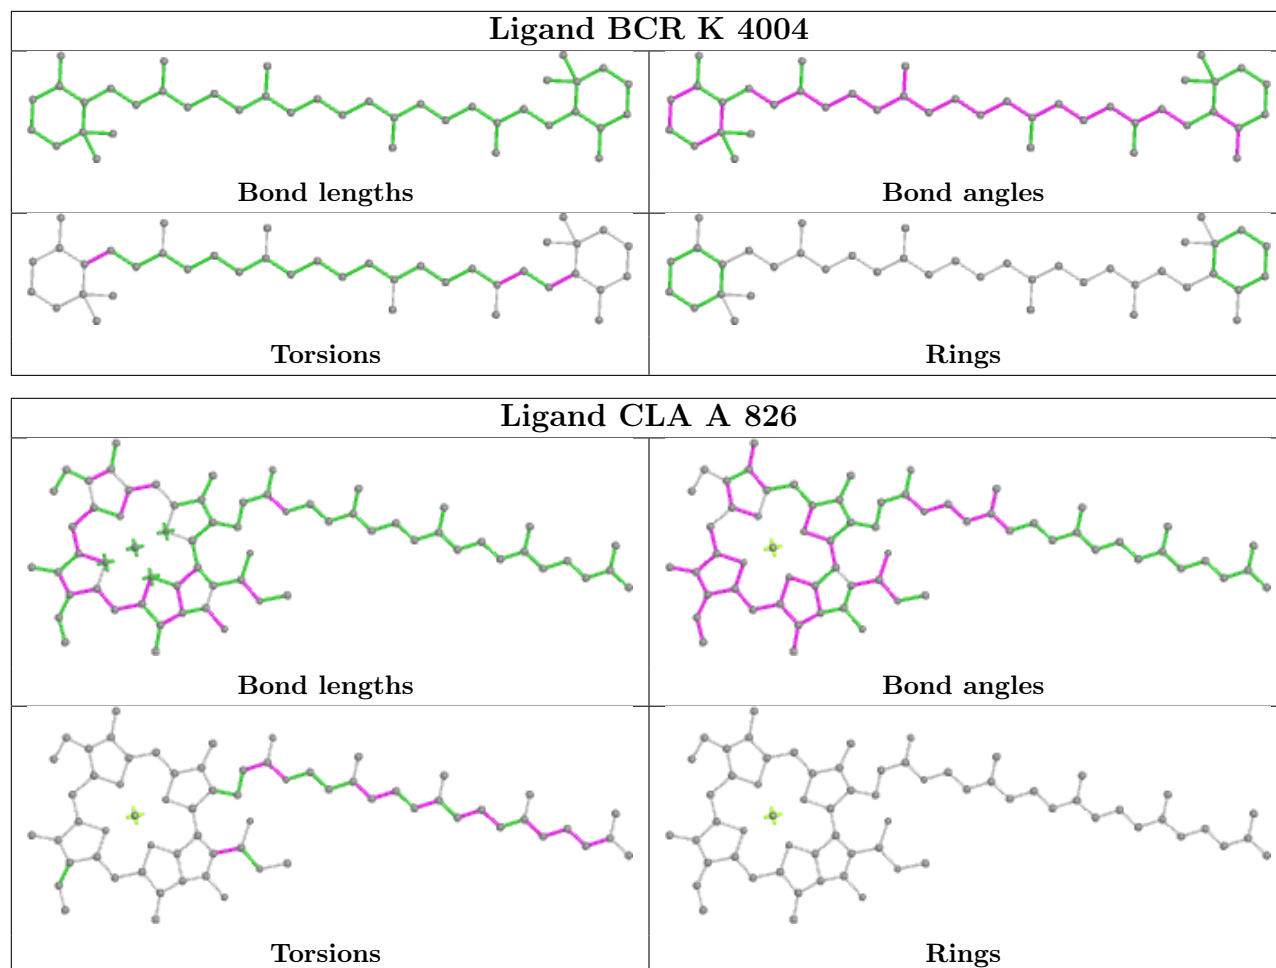 Ligand BCR K 4004
Bond lengths
Bond angles
Torsions
Rings
Ligand CLA A 826
Bond lengths
Bond angles
Torsions
Rings